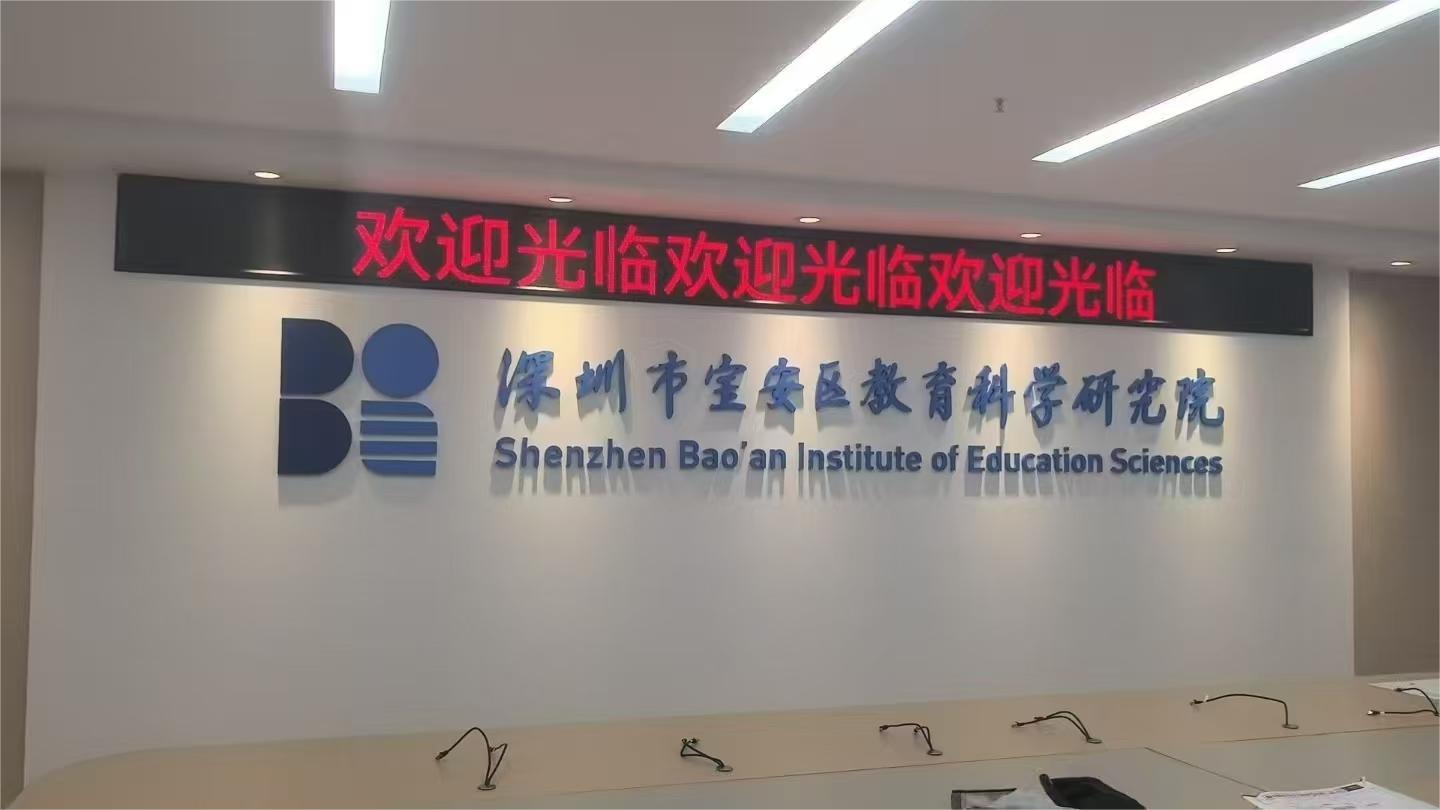 欢迎光临欢迎光临欢迎光临
深圳市宝安区教育科学研究院
Shenzhen Bao'an Institute of Education Sciences